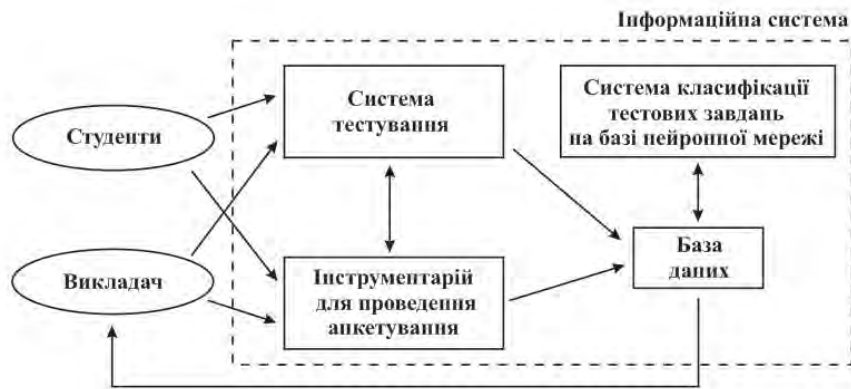 Інформаційна система
Система
тестування
Система класифікації
тестових завдань
на базі нейронної мережі
Студенти
Викладач
Інструментарій
для проведення
анкетування
База
даних